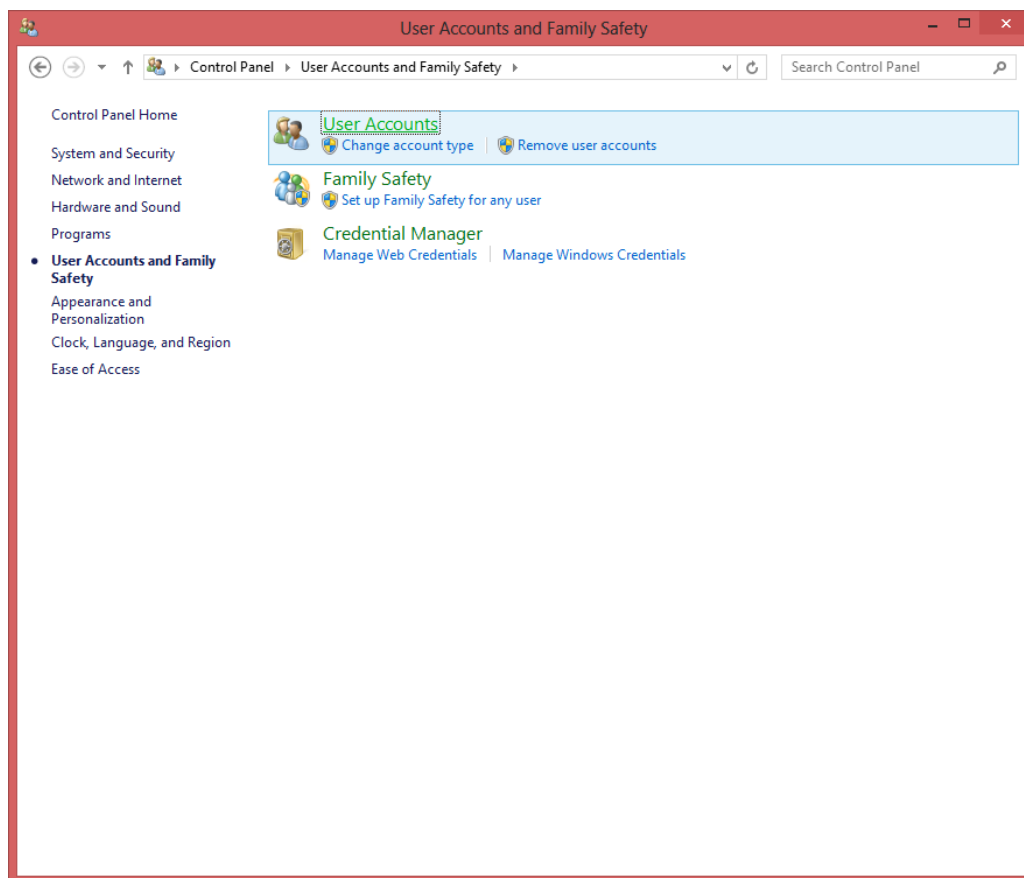 User Accounts and Family Safety
Control Panel User Accounts and Family Safety
Search Control Panel
Control Panel Home
System and Security
Network and Internet
Hardware and Sound
Programs
User Accounts and Family
Safety
Appearance and
Personalization
Clock, Language, and Region
Ease of Access
User Accounts
Change account type
Remove user accounts
Family Safety
Set up Family Safety for any user
Credential Manager
Manage Web Credentials
Manage Windows Credentials